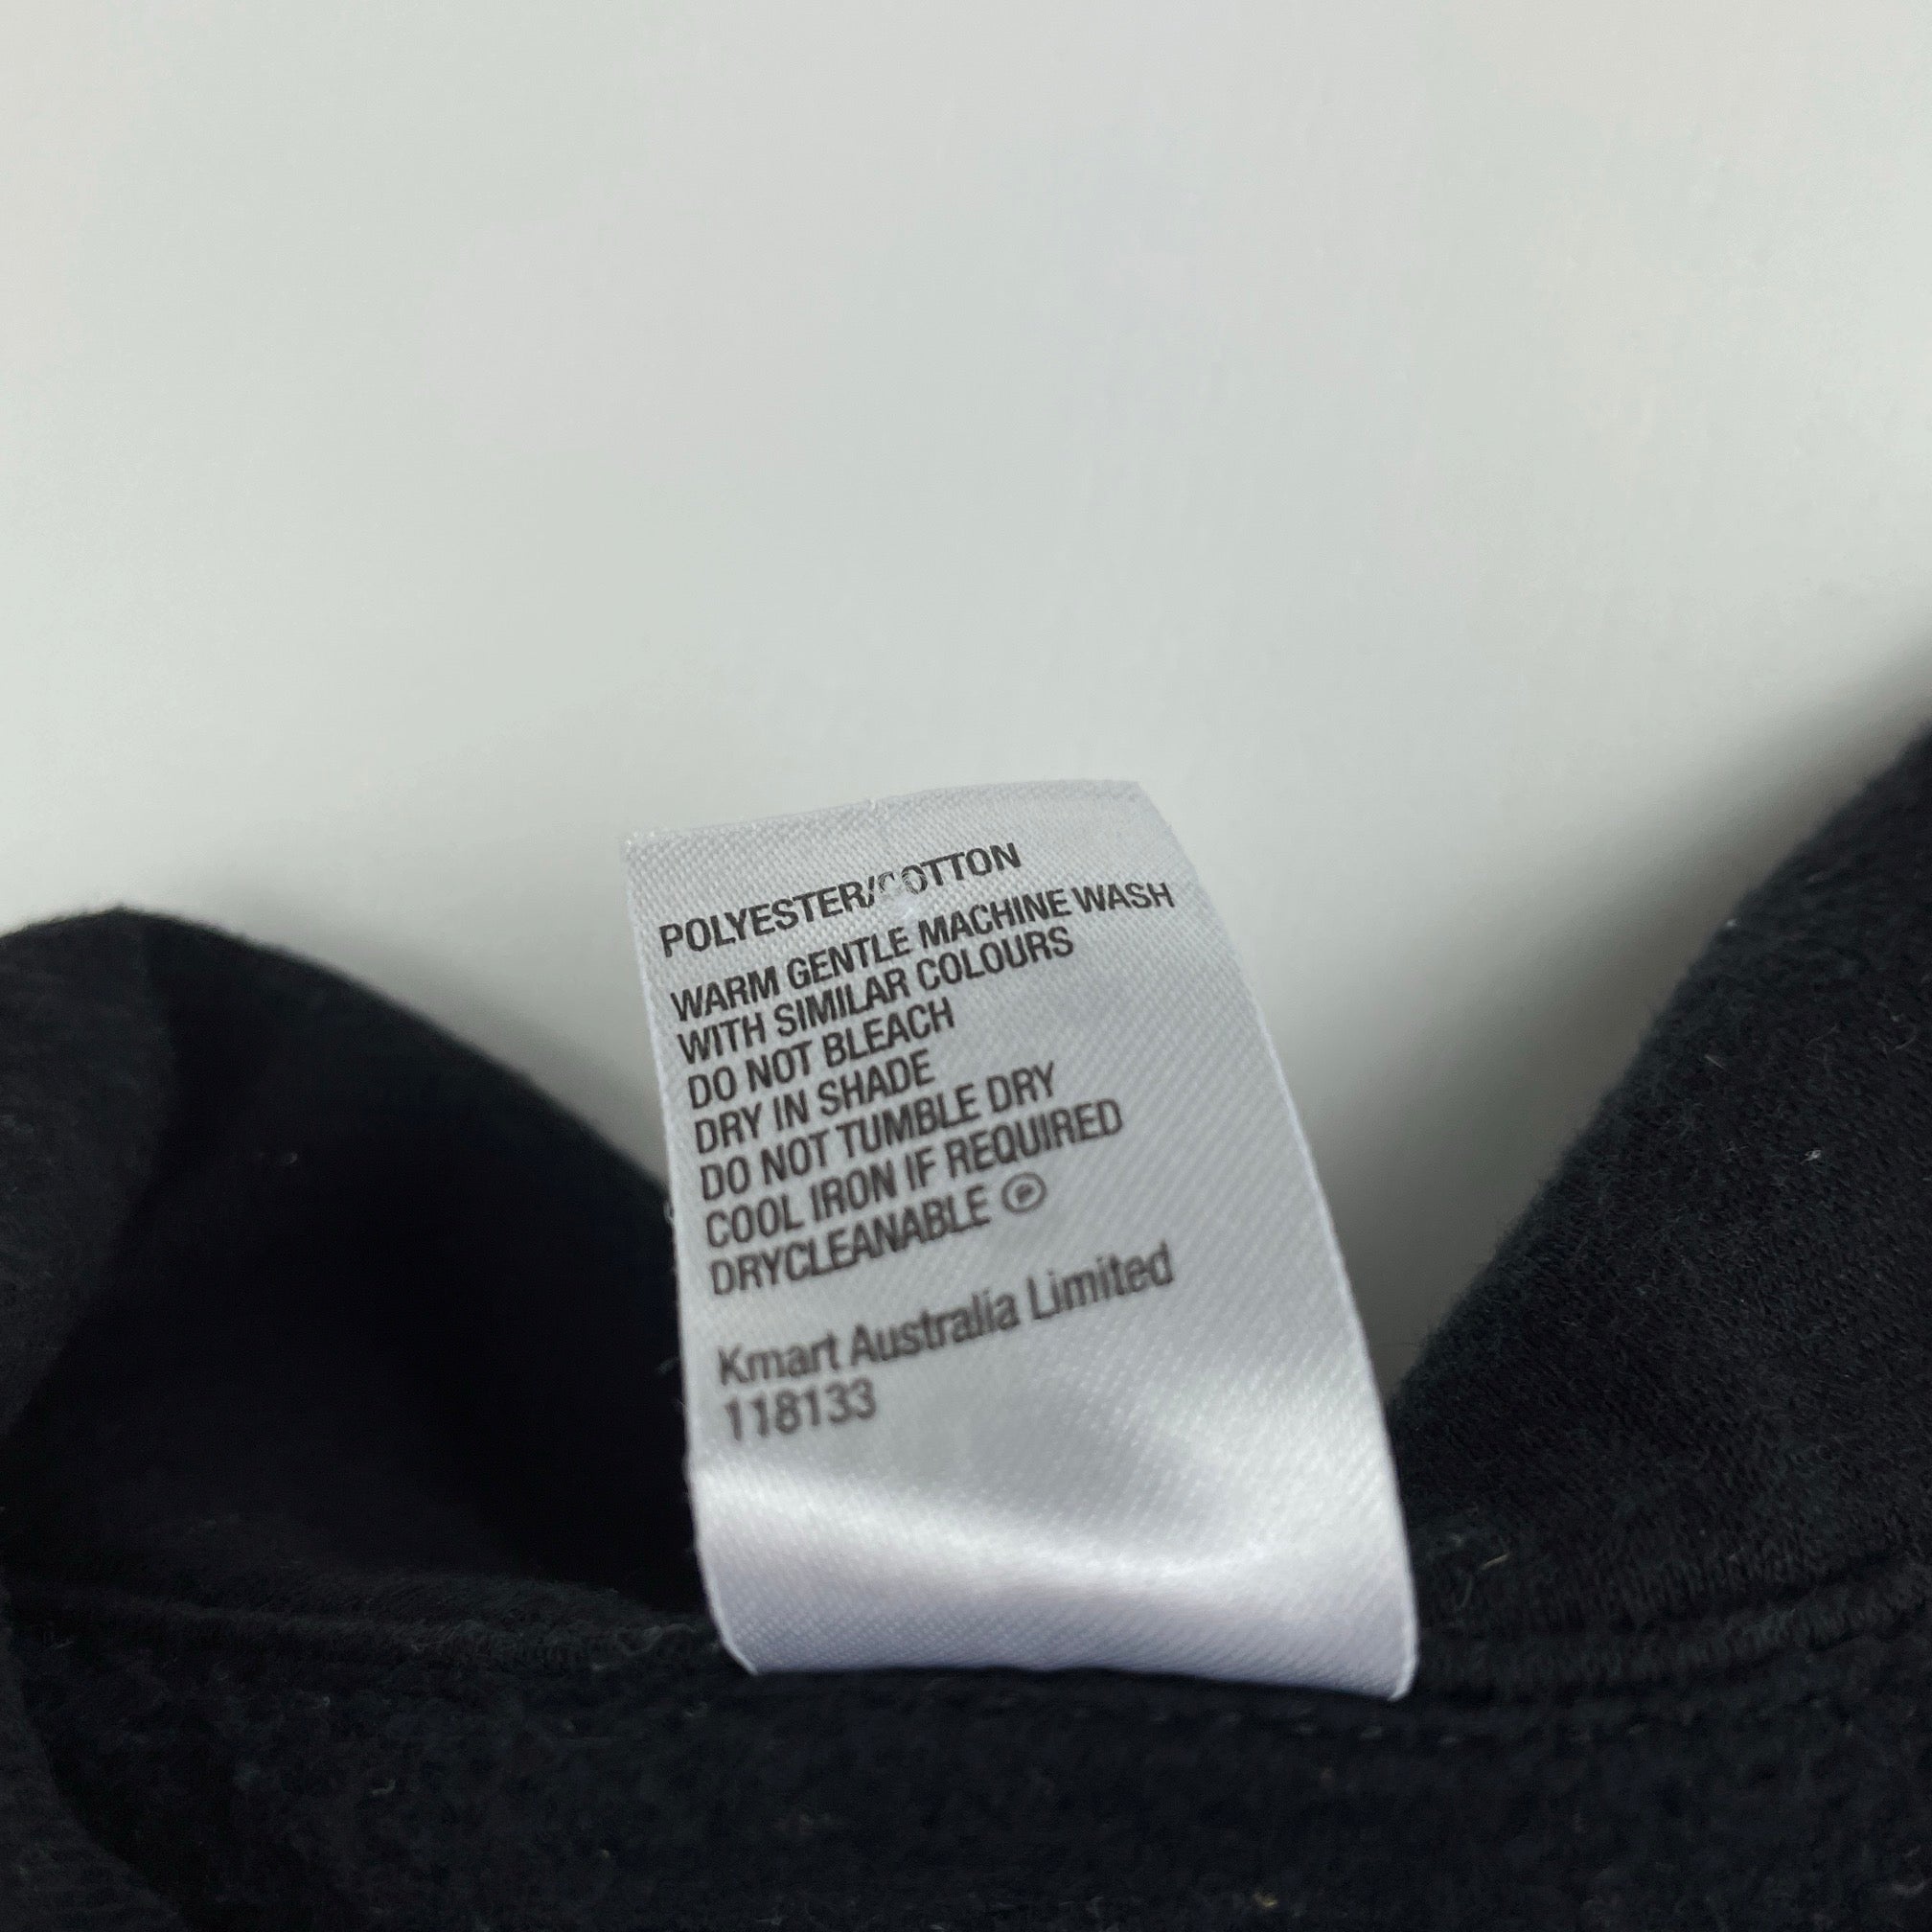 POLYESTER/COTTON
WARM GENTLE MACHINE WASH
WITH SIMILAR COLOURS
DO NOT BLEACH
DRY IN SHADE
DO NOT TUMBLE DRY
COOL IRON IF REQUIRED
DRYCLEANABLE Ⓟ
Kmart Australia Limited
118133